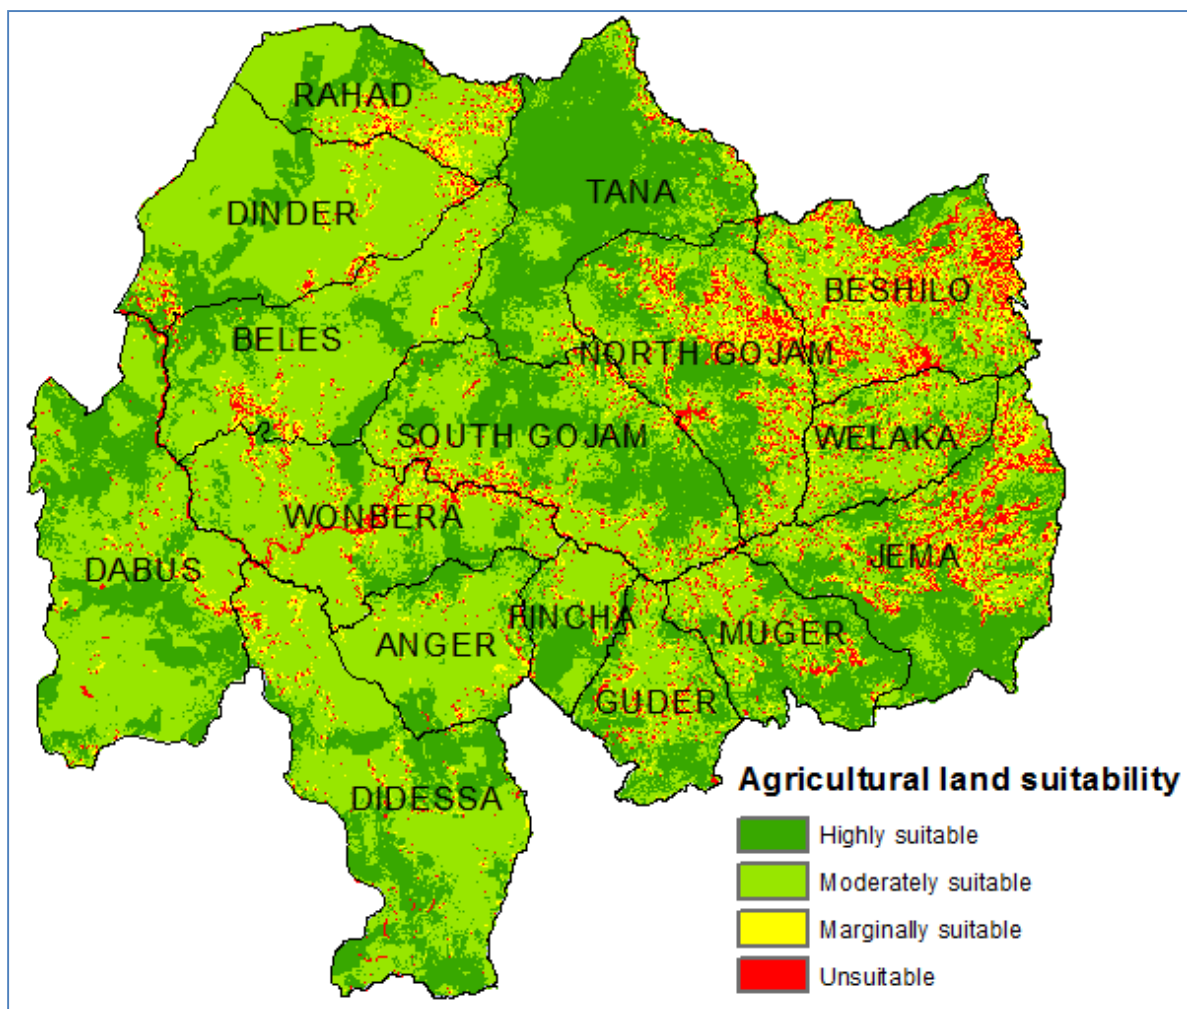 RAHAD
TANA
DINDER
BESHILO
BELES
NORTH GOJAM
SOUTH GOJAM
WELAKA
WONBERA
JEMA
DABUS
FINCHA
ANGER
MUGER
GUDER
DIDESSA
Agricultural land suitability
Highly suitable
Moderately suitable
Marginally suitable
Unsuitable